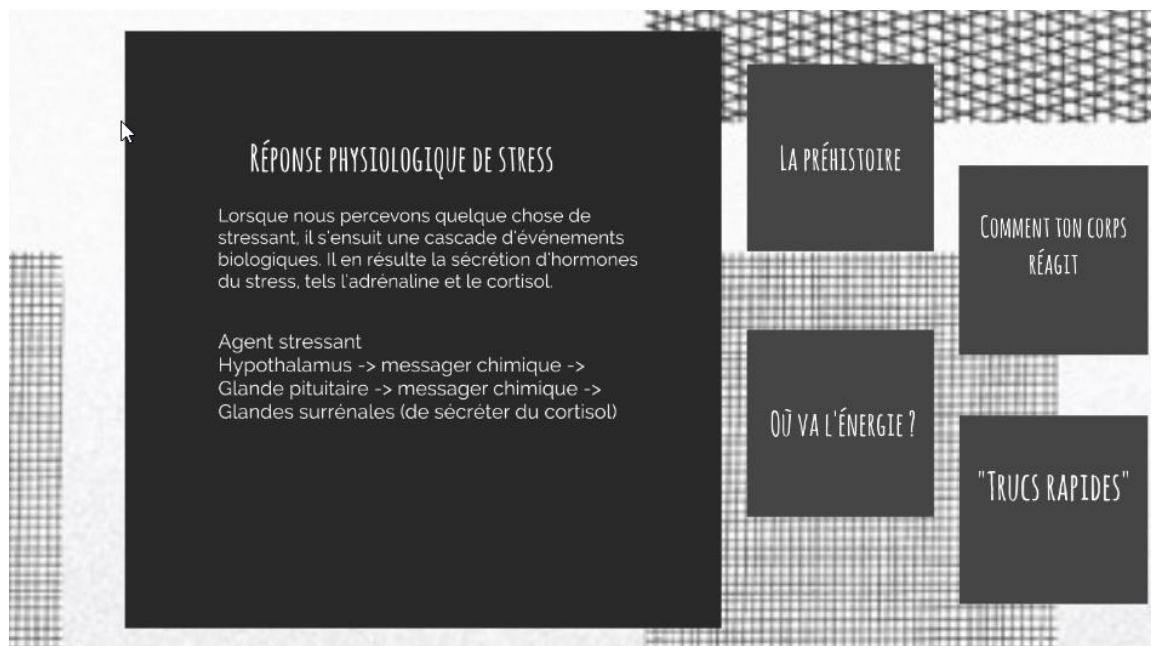 Réponse physiologique de stress
Lorsque nous percevons quelque chose de
stressant, il s'ensuit une cascade d'événements
biologiques. Il en résulte la sécrétion d'hormones
du stress, tels l'adrénaline et le cortisol.
Agent stressant
Hypothalamus -> messager chimique ->
Glande pituitaire -> messager chimique ->
Glandes surrénales (de sécréter du cortisol)
La préhistoire
Comment ton corps
réagit
Où va l'énergie ?
"Trucs rapides"